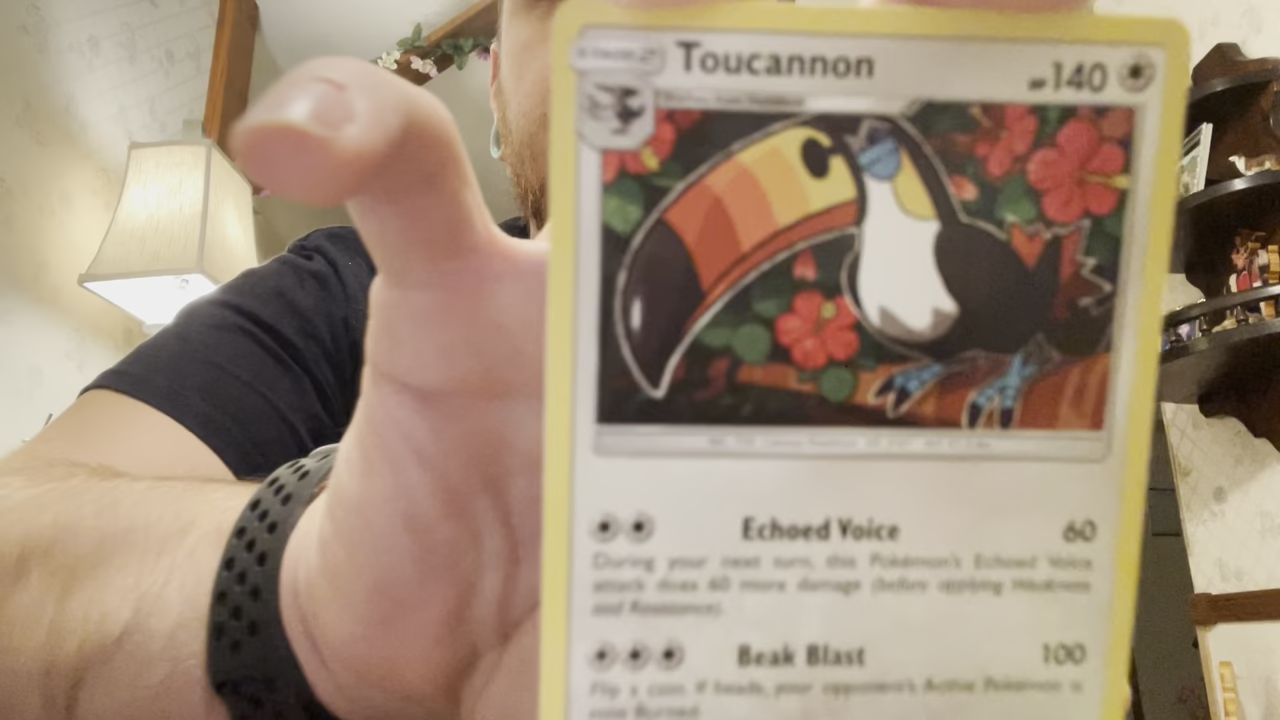 Toucannon
HP140
Echoed Voice 60
During your next turn, this Pokémon's Echoed Voice
attack does 60 more damage (before applying Weakness
and Resistance).
Beak Blast 100
Flip a coin. If heads, your opponent's Active Pokémon is
now Burned.